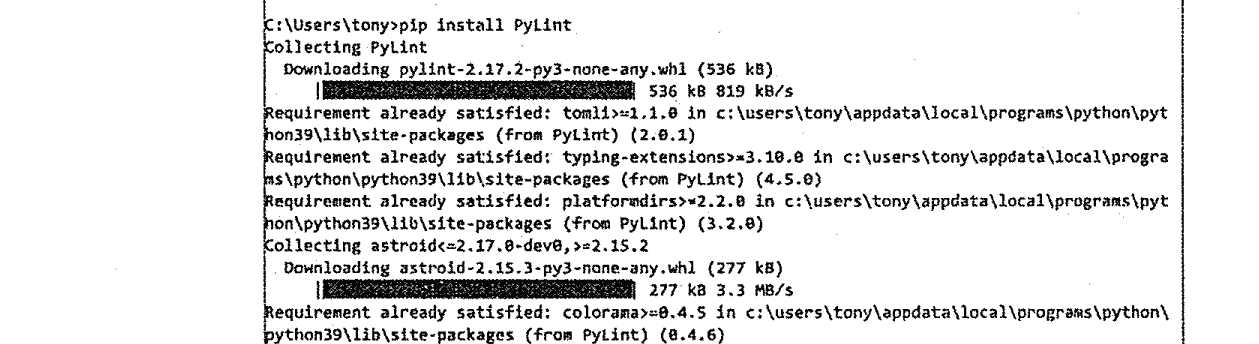 C:\Users\tony>pip install PyLint
Collecting PyLint
Downloading pylint-2.17.2-py3-none-any.whl (536 kB)
536 kB 819 kB/s
Requirement already satisfied: tomli>=1.1.0 in c:\users\tony\appdata\local\programs\python\pyt
hon39\lib\site-packages (from PyLint) (2.0.1)
Requirement already satisfied: typing-extensions>=3.10.0 in c:\users\tony\appdata\local\progra
ms\python\python39\lib\site-packages (from PyLint) (4.5.0)
Requirement already satisfied: platformdirs>=2.2.0 in c:\users\tony\appdata\local\programs\pyt
hon\python39\lib\site-packages (from PyLint) (3.2.0)
Collecting astroid<=2.17.0-dev0,>=2.15.2
Downloading astroid-2.15.3-py3-none-any.whl (277 kB)
277 kB 3.3 MB/s
Requirement already satisfied: colorama>=0.4.5 in c:\users\tony\appdata\local\programs\python\
python39\lib\site-packages (from PyLint) (0.4.6)